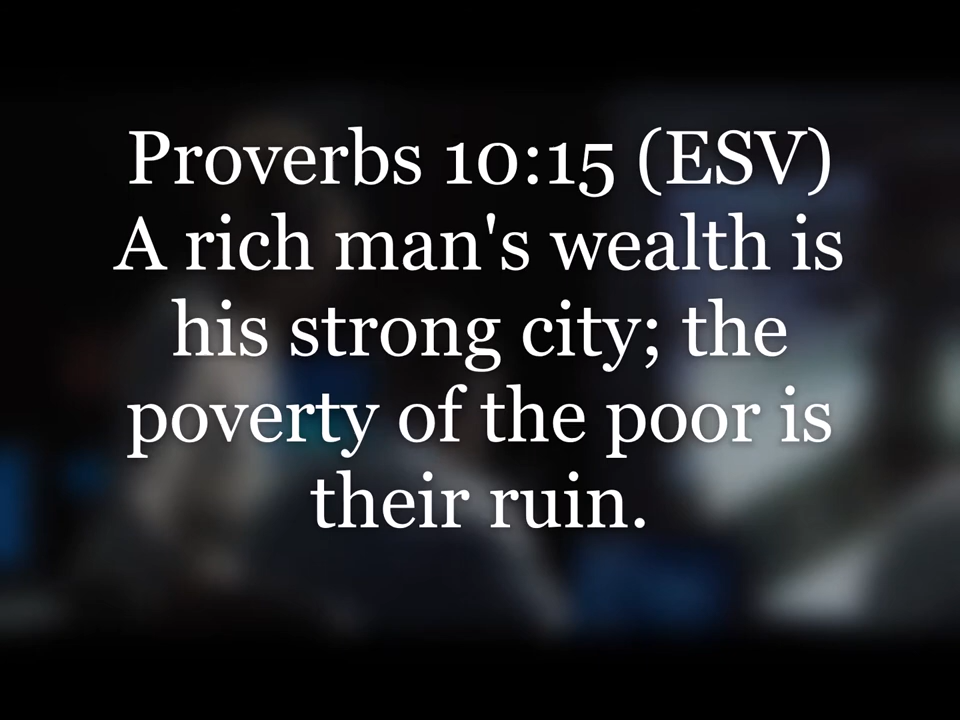 Proverbs 10:15 (ESV)
A rich man's wealth is
his strong city; the
poverty of the poor is
their ruin.